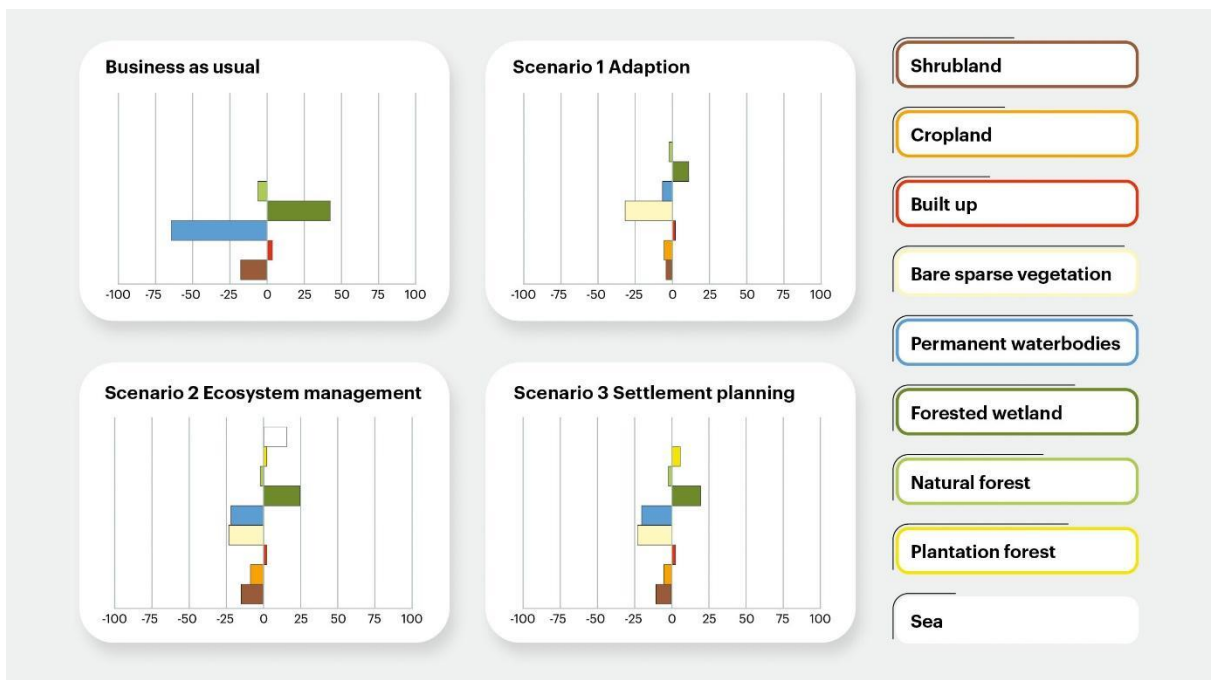 Business as usual
-100 -75 -50 -25 0 25 50 75 100
Scenario 1 Adaption
-100 -75 -50 -25 0 25 50 75 100
Scenario 2 Ecosystem management
-100 -75 -50 -25 0 25 50 75 100
Scenario 3 Settlement planning
-100 -75 -50 -25 0 25 50 75 100
Shrubland
Cropland
Built up
Bare sparse vegetation
Permanent waterbodies
Forested wetland
Natural forest
Plantation forest
Sea